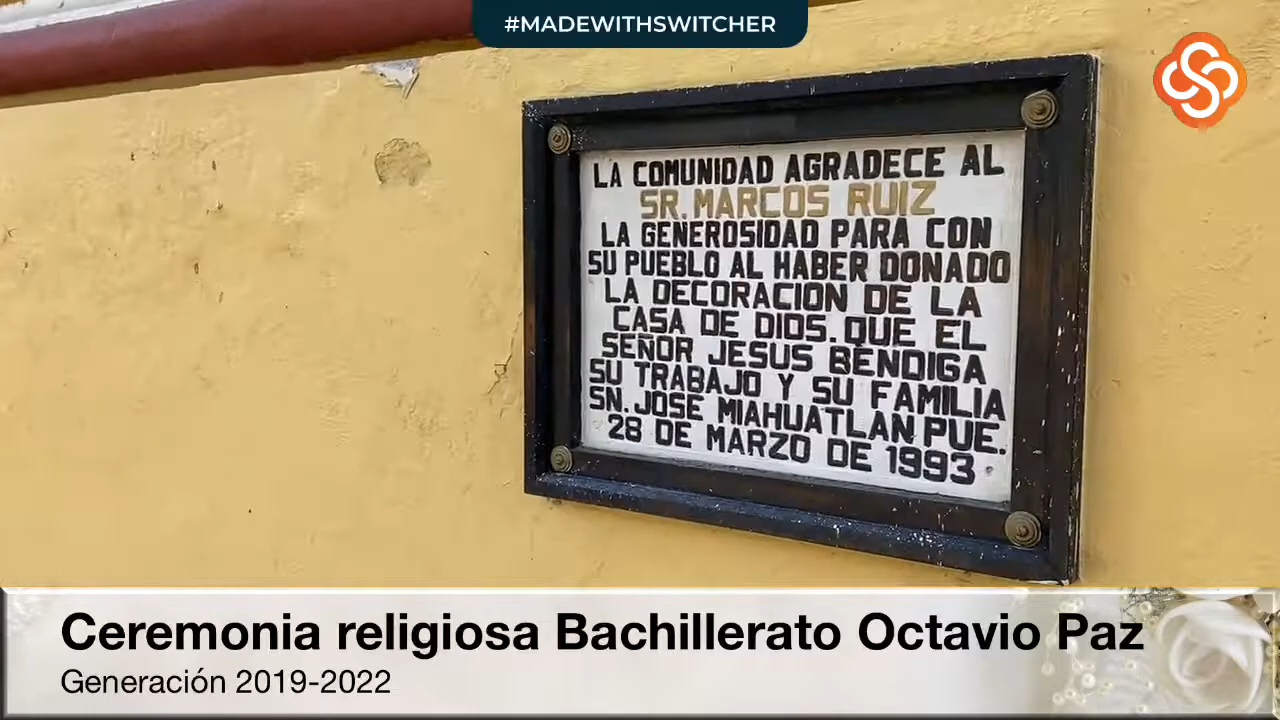 #MADEWITHSWITCHER
LA COMUNIDAD AGRADECE AL
SR. MARCOS RUIZ
LA GENEROSIDAD PARA CON
SU PUEBLO AL HABER DONADO
LA DECORACION DE LA
CASA DE DIOS. QUE EL
SEÑOR JESUS BENDIGA
SU TRABAJO Y SU FAMILIA
SN. JOSE MIAHUATLAN PUE.
28 DE MARZO DE 1993
Ceremonia religiosa Bachillerato Octavio Paz
Generación 2019-2022